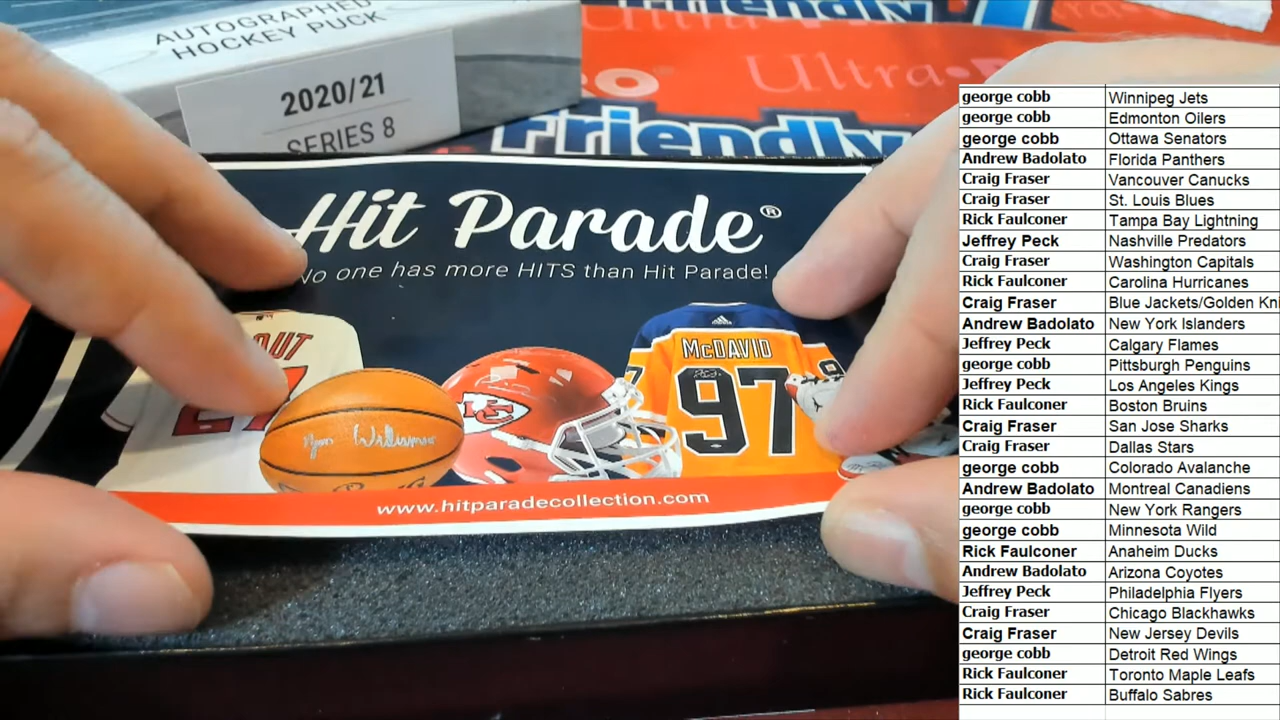 AUTOGRAPHED
HOCKEY PUCK
2020/21
SERIES 8
Friendly
Ultra
Friendly
Hit Parade®
No one has more HITS than Hit Parade!
OUT
27
KC
McDAVID
97
www.hitparadecollection.com
george cobb Winnipeg Jets
george cobb Edmonton Oilers
george cobb Ottawa Senators
Andrew Badolato Florida Panthers
Craig Fraser Vancouver Canucks
Craig Fraser St. Louis Blues
Rick Faulconer Tampa Bay Lightning
Jeffrey Peck Nashville Predators
Craig Fraser Washington Capitals
Rick Faulconer Carolina Hurricanes
Craig Fraser Blue Jackets/Golden Kn
Andrew Badolato New York Islanders
Jeffrey Peck Calgary Flames
george cobb Pittsburgh Penguins
Jeffrey Peck Los Angeles Kings
Rick Faulconer Boston Bruins
Craig Fraser San Jose Sharks
Craig Fraser Dallas Stars
george cobb Colorado Avalanche
Andrew Badolato Montreal Canadiens
george cobb New York Rangers
george cobb Minnesota Wild
Rick Faulconer Anaheim Ducks
Andrew Badolato Arizona Coyotes
Jeffrey Peck Philadelphia Flyers
Craig Fraser Chicago Blackhawks
Craig Fraser New Jersey Devils
george cobb Detroit Red Wings
Rick Faulconer Toronto Maple Leafs
Rick Faulconer Buffalo Sabres